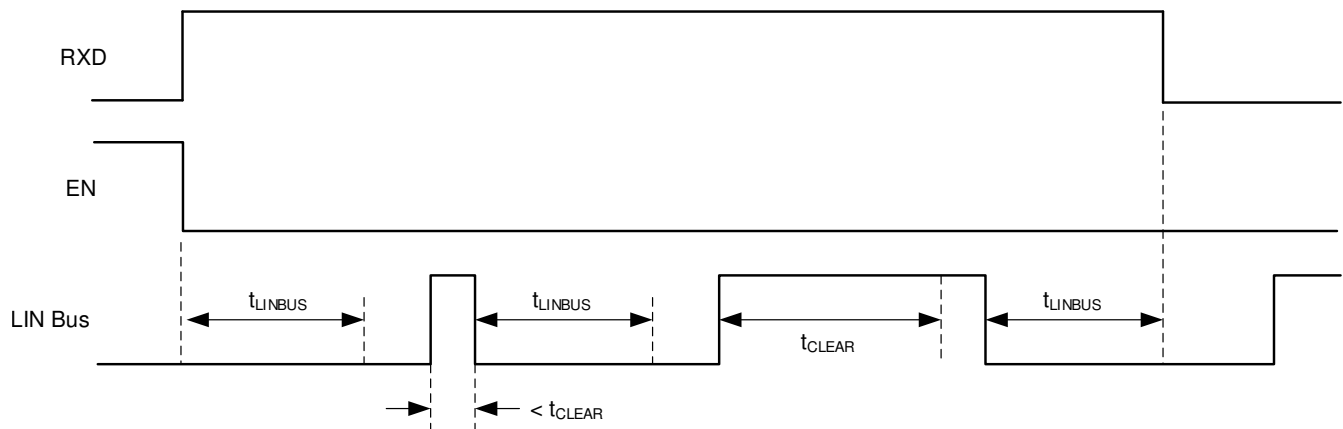 RXD
EN
LIN Bus
tLINBUS
tLINBUS
tLINBUS
tCLEAR
< tCLEAR